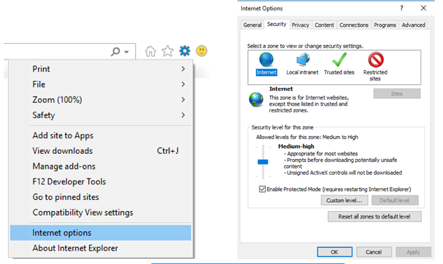 Print
File
Zoom (100%)
Safety
Add site to Apps
View downloads Ctrl+J
Manage add-ons
F12 Developer Tools
Go to pinned sites
Compatibility View settings
Internet options
About Internet Explorer
Internet Options
General Security Privacy Content Connections Programs Advanced
Select a zone to view or change security settings.
Internet Local intranet Trusted sites Restricted
sites
Internet
This zone is for Internet websites,
except those listed in trusted and
restricted zones.
Sites
Security level for this zone
Allowed levels for this zone: Medium to High
Medium-high
- Appropriate for most websites
- Prompts before downloading potentially unsafe
content
- Unsigned ActiveX controls will not be downloaded
Enable Protected Mode (requires restarting Internet Explorer)
Custom level... Default level
Reset all zones to default level
OK Cancel Apply